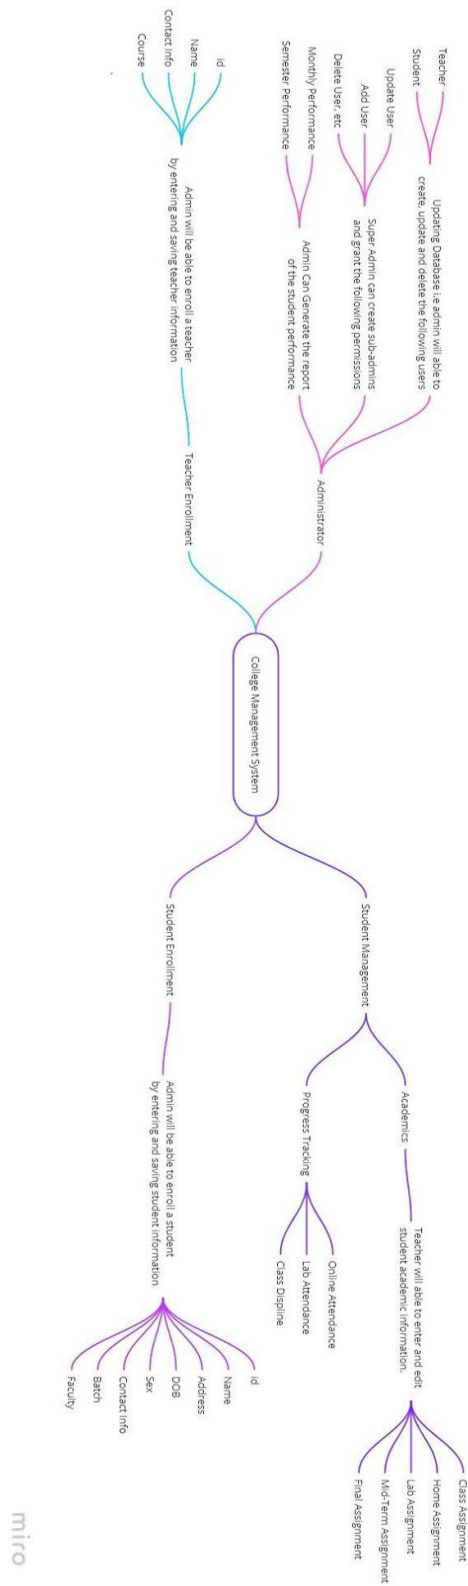 College Management System
Administrator
Updating Database i.e admin will able to
create, update and delete the following users
Teacher
Student
Super Admin can create sub-admins
and grant the following permissions
Update User
Add User
Delete User, etc
Admin Can Generate the report
of the student performance
Monthly Performance
Semester Performance
Teacher Enrollment
Admin will be able to enroll a teacher
by entering and saving teacher information
id
Name
Contact Info
Course
Student Management
Academics
Teacher will able to enter and edit
student academic information.
Class Assignment
Home Assignment
Lab Assignment
Mid-Term Assignment
Final Assignment
Progress Tracking
Online Attendance
Lab Attendance
Class Displine
Student Enrollment
Admin will be able to enroll a student
by entering and saving student information
id
Name
Address
DOB
Sex
Contact Info
Batch
Faculty
miro